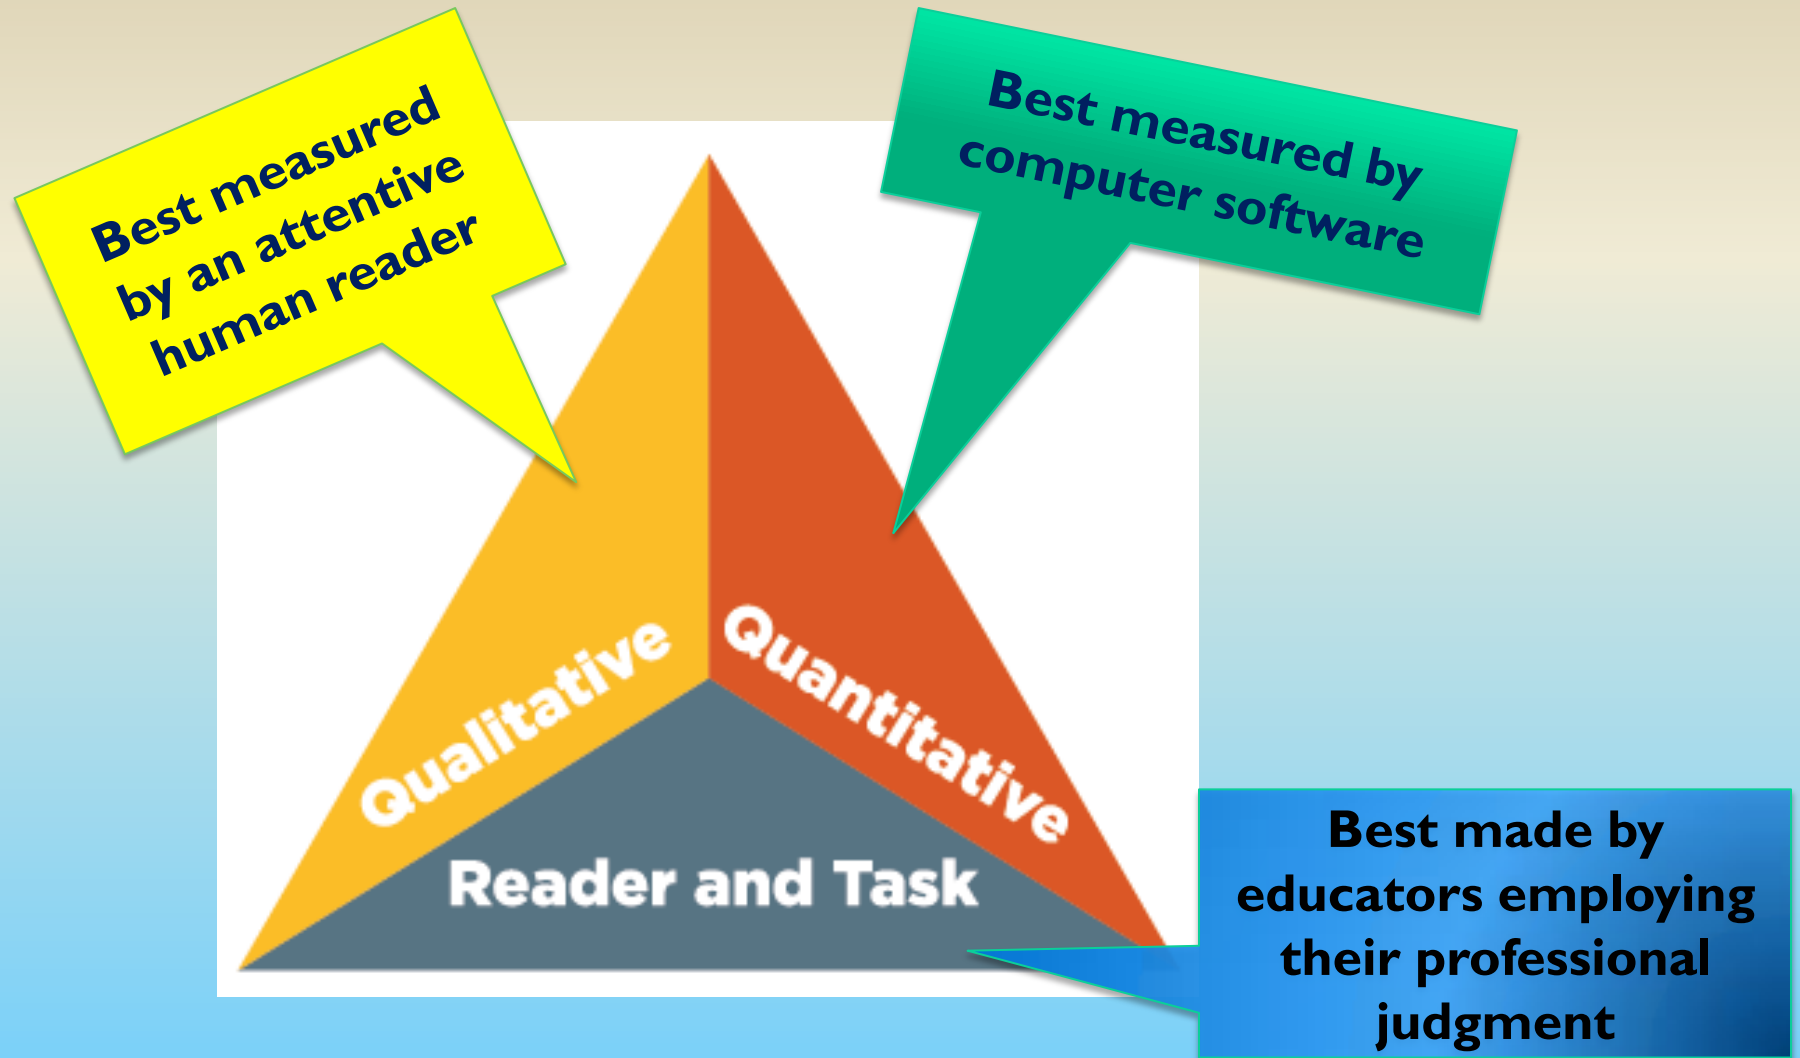 Best measured
by an attentive
human reader
Best measured by
computer software
Qualitative
Quantitative
Reader and Task
Best made by
educators employing
their professional
judgment